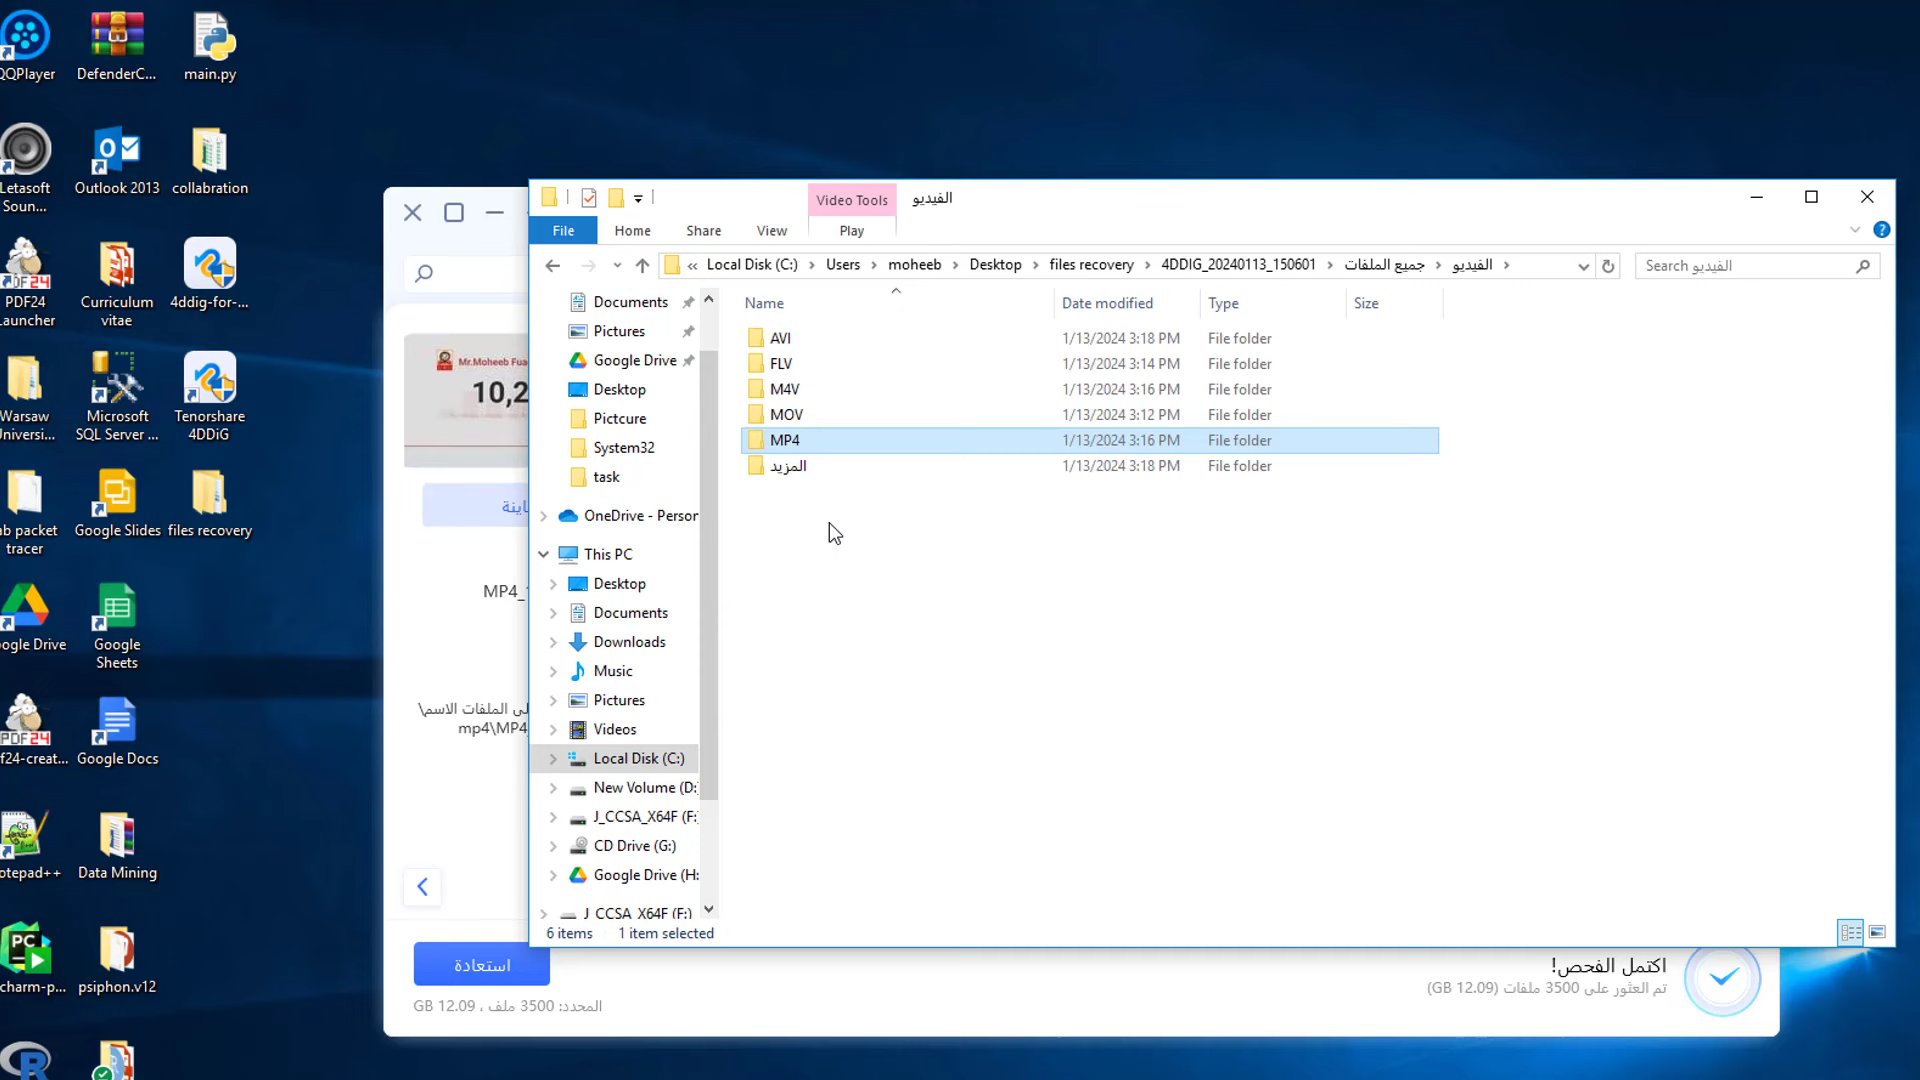 QQPlayer
DefenderC...
main.py
Letasoft
Soun...
Outlook 2013
collabration
PDF24
Launcher
Curriculum
vitae
4ddig-for-...
Warsaw
Universi...
Microsoft
SQL Server ...
Tenorshare
4DDiG
ab packet
tracer
Google Slides
files recovery
oogle Drive
Google
Sheets
PDF24
df24-creat...
Google Docs
otepad++
Data Mining
PC
charm-p...
psiphon.v12
R
Video Tools
الفيديو
File
Home
Share
View
Play
« Local Disk (C:) › Users › moheeb › Desktop › files recovery › 4DDIG_20240113_150601 › جميع الملفات › الفيديو ›
Search الفيديو
Name
Date modified
Type
Size
AVI 1/13/2024 3:18 PM File folder
FLV 1/13/2024 3:14 PM File folder
M4V 1/13/2024 3:16 PM File folder
MOV 1/13/2024 3:12 PM File folder
MP4 1/13/2024 3:16 PM File folder
المزيد 1/13/2024 3:18 PM File folder
Documents
Pictures
Google Drive
Desktop
Pictcure
System32
task
OneDrive - Person
This PC
Desktop
Documents
Downloads
Music
Pictures
Videos
Local Disk (C:)
New Volume (D:
J_CCSA_X64F (F:
CD Drive (G:)
Google Drive (H:
J_CCSA_X64F (F:)
6 items
1 item selected
Mr.Moheeb Fua
10,2
MP4_
الملفات الاسم\
mp4\MP4
استعادة
المحدد: 3500 ملف ، 12.09 GB
اكتمل الفحص!
تم العثور على 3500 ملفات (12.09 GB)